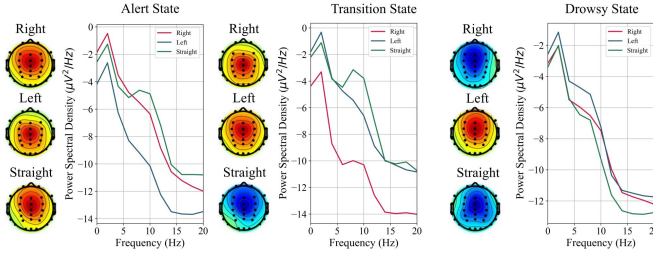 Alert State
Right
Left
Straight
Power Spectral Density (μV²/Hz)
0
−2
−4
−6
−8
−10
−12
−14
0 5 10 15 20
Frequency (Hz)
Right
Left
Straight
Transition State
Right
Left
Straight
Power Spectral Density (μV²/Hz)
0
−2
−4
−6
−8
−10
−12
−14
0 5 10 15 20
Frequency (Hz)
Right
Left
Straight
Drowsy State
Right
Left
Straight
Power Spectral Density (μV²/Hz)
−2
−4
−6
−8
−10
−12
0 5 10 15 20
Frequency (Hz)
Right
Left
Straight